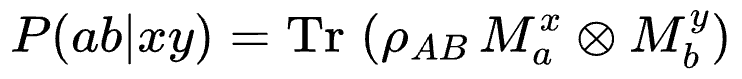 P(ab|xy) = Tr (ρ_{AB} M_a^x ⊗ M_b^y)